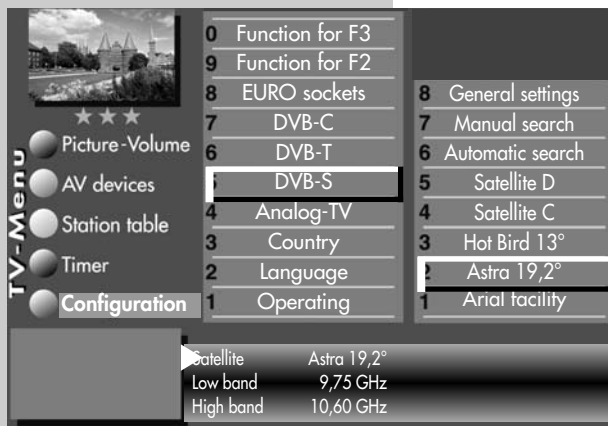 TV-Menu
Picture-Volume
AV devices
Station table
Timer
Configuration
0 Function for F3
9 Function for F2
8 EURO sockets
7 DVB-C
6 DVB-T
5 DVB-S
4 Analog-TV
3 Country
2 Language
1 Operating
8 General settings
7 Manual search
6 Automatic search
5 Satellite D
4 Satellite C
3 Hot Bird 13°
2 Astra 19,2°
1 Arial facility
Satellite Astra 19,2°
Low band 9,75 GHz
High band 10,60 GHz